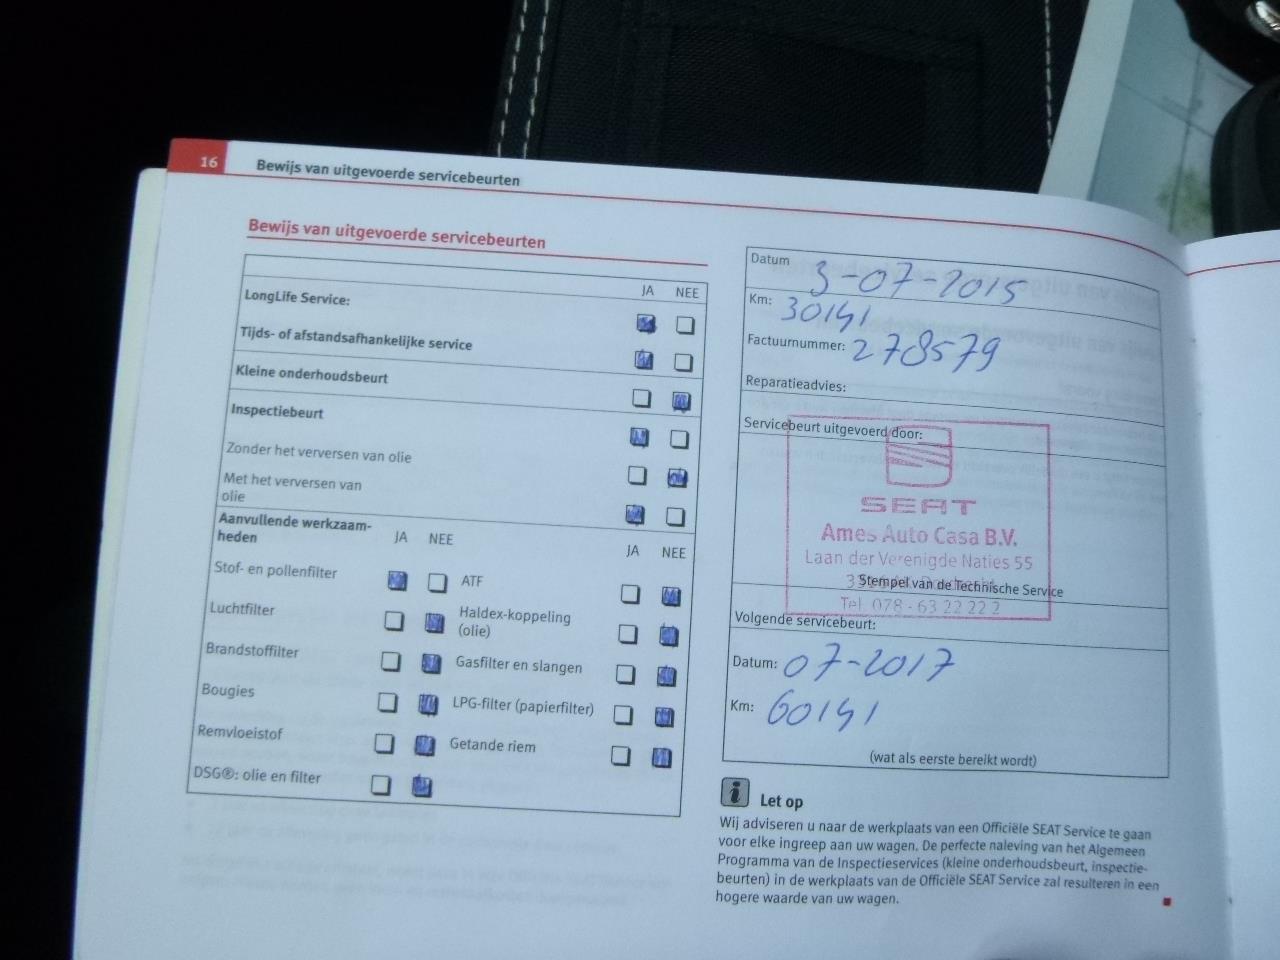 16 Bewijs van uitgevoerde servicebeurten
Bewijs van uitgevoerde servicebeurten
JA NEE
LongLife Service:
Tijds- of afstandsafhankelijke service
Kleine onderhoudsbeurt
Inspectiebeurt
Zonder het verversen van olie
Met het verversen van
olie
Aanvullende werkzaam-
heden
JA NEE
JA NEE
Stof- en pollenfilter
ATF
Luchtfilter
Haldex-koppeling
(olie)
Brandstoffilter
Gasfilter en slangen
Bougies
LPG-filter (papierfilter)
Remvloeistof
Getande riem
DSG®: olie en filter
Datum 3-07-2015
Km: 30141
Factuurnummer: 278579
Reparatieadvies:
Servicebeurt uitgevoerd door:
SEAT
Ames Auto Casa B.V.
Laan der Verenigde Naties 55
Stempel van de Technische Service
Tel. 078 - 63 22 22 2
Volgende servicebeurt:
Datum: 07-2017
Km: 60141
(wat als eerste bereikt wordt)
i Let op
Wij adviseren u naar de werkplaats van een Officiële SEAT Service te gaan
voor elke ingreep aan uw wagen. De perfecte naleving van het Algemeen
Programma van de Inspectieservices (kleine onderhoudsbeurt, inspectie-
beurten) in de werkplaats van de Officiële SEAT Service zal resulteren in een
hogere waarde van uw wagen.